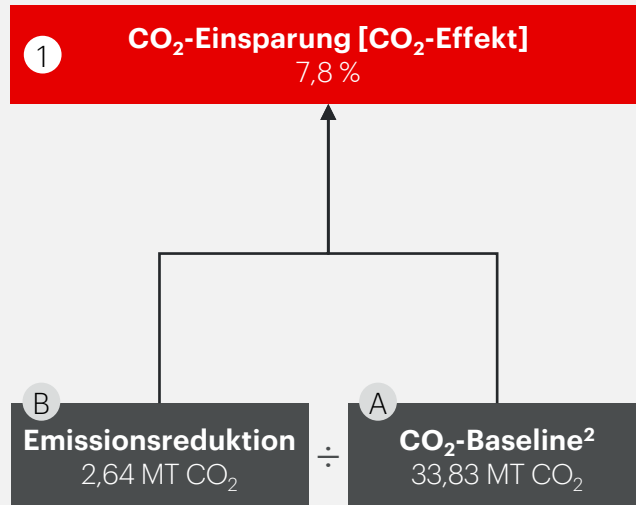 1
CO₂-Einsparung [CO₂-Effekt]
7,8 %
B
Emissionsreduktion
2,64 MT CO₂
÷
A
CO₂-Baseline²
33,83 MT CO₂